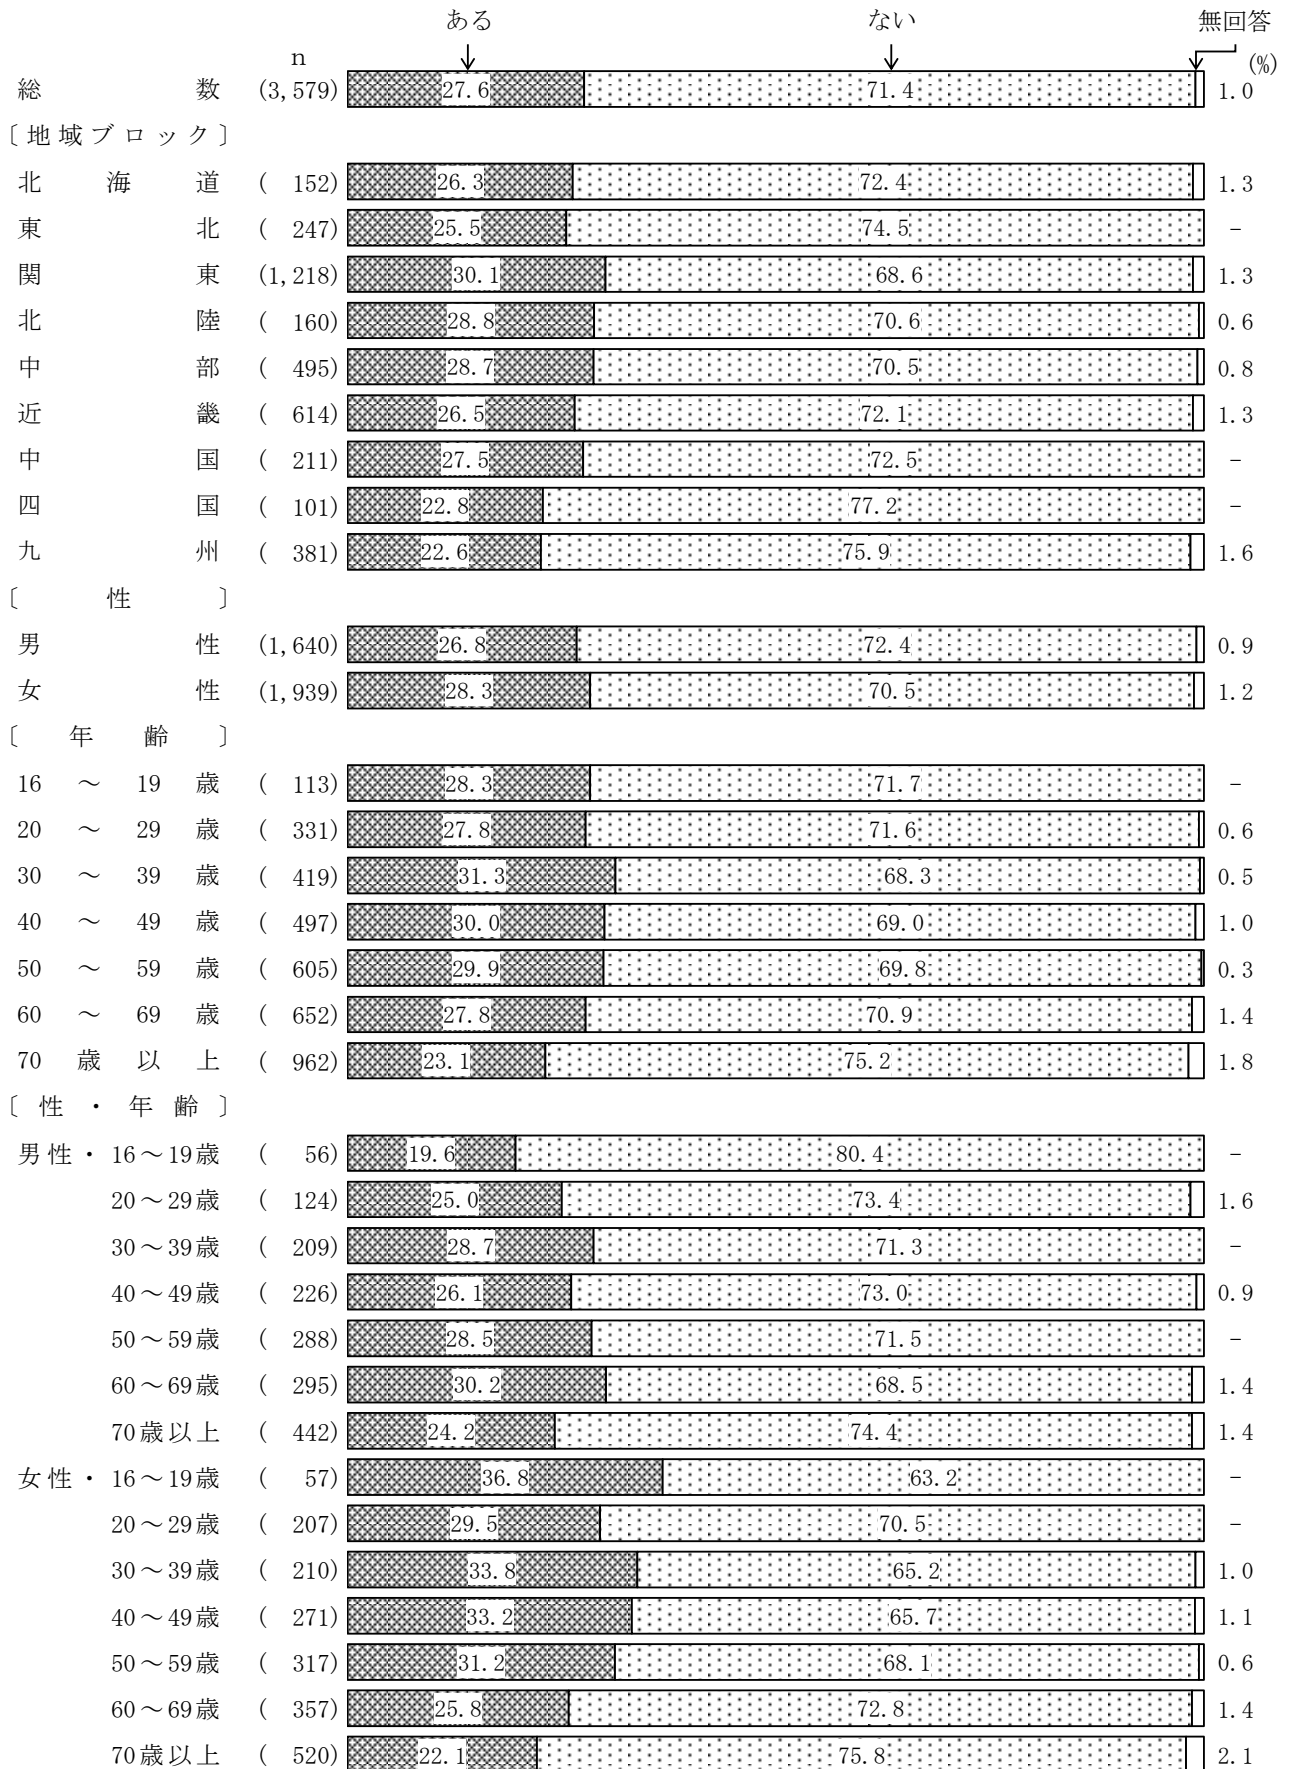 ある ない 無回答
n (%)
総数 (3,579) 27.6 71.4 1.0
〔地域ブロック〕
北海道 ( 152) 26.3 72.4 1.3
東北 ( 247) 25.5 74.5 -
関東 (1,218) 30.1 68.6 1.3
北陸 ( 160) 28.8 70.6 0.6
中部 ( 495) 28.7 70.5 0.8
近畿 ( 614) 26.5 72.1 1.3
中国 ( 211) 27.5 72.5 -
四国 ( 101) 22.8 77.2 -
九州 ( 381) 22.6 75.9 1.6
〔性〕
男性 (1,640) 26.8 72.4 0.9
女性 (1,939) 28.3 70.5 1.2
〔年齢〕
16～19歳 ( 113) 28.3 71.7 -
20～29歳 ( 331) 27.8 71.6 0.6
30～39歳 ( 419) 31.3 68.3 0.5
40～49歳 ( 497) 30.0 69.0 1.0
50～59歳 ( 605) 29.9 69.8 0.3
60～69歳 ( 652) 27.8 70.9 1.4
70歳以上 ( 962) 23.1 75.2 1.8
〔性・年齢〕
男性・16～19歳 ( 56) 19.6 80.4 -
20～29歳 ( 124) 25.0 73.4 1.6
30～39歳 ( 209) 28.7 71.3 -
40～49歳 ( 226) 26.1 73.0 0.9
50～59歳 ( 288) 28.5 71.5 -
60～69歳 ( 295) 30.2 68.5 1.4
70歳以上 ( 442) 24.2 74.4 1.4
女性・16～19歳 ( 57) 36.8 63.2 -
20～29歳 ( 207) 29.5 70.5 -
30～39歳 ( 210) 33.8 65.2 1.0
40～49歳 ( 271) 33.2 65.7 1.1
50～59歳 ( 317) 31.2 68.1 0.6
60～69歳 ( 357) 25.8 72.8 1.4
70歳以上 ( 520) 22.1 75.8 2.1